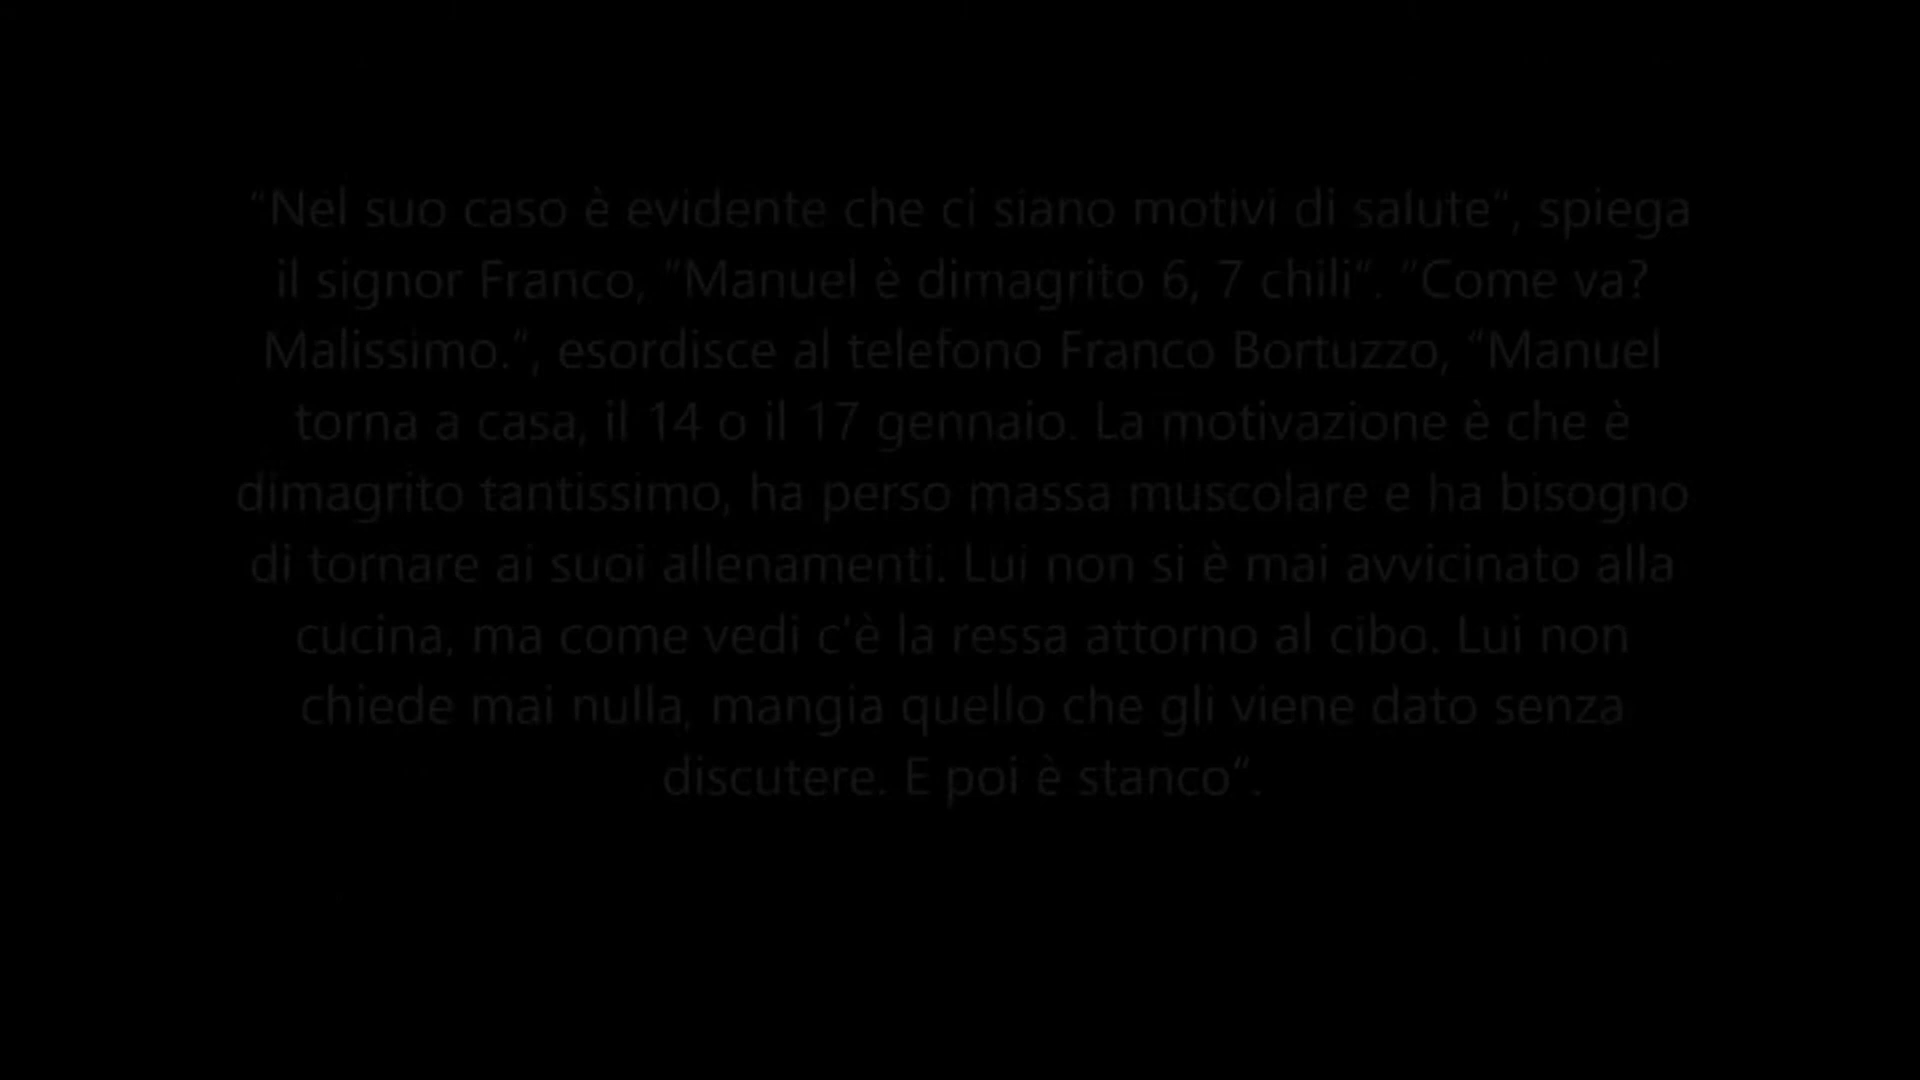 “Nel suo caso è evidente che ci siano motivi di salute“, spiega
il signor Franco, “Manuel è dimagrito 6, 7 chili“. “Come va?
Malissimo.“, esordisce al telefono Franco Bortuzzo, “Manuel
torna a casa, il 14 o il 17 gennaio. La motivazione è che è
dimagrito tantissimo, ha perso massa muscolare e ha bisogno
di tornare ai suoi allenamenti. Lui non si è mai avvicinato alla
cucina, ma come vedi c'è la ressa attorno al cibo. Lui non
chiede mai nulla, mangia quello che gli viene dato senza
discutere. E poi è stanco“.